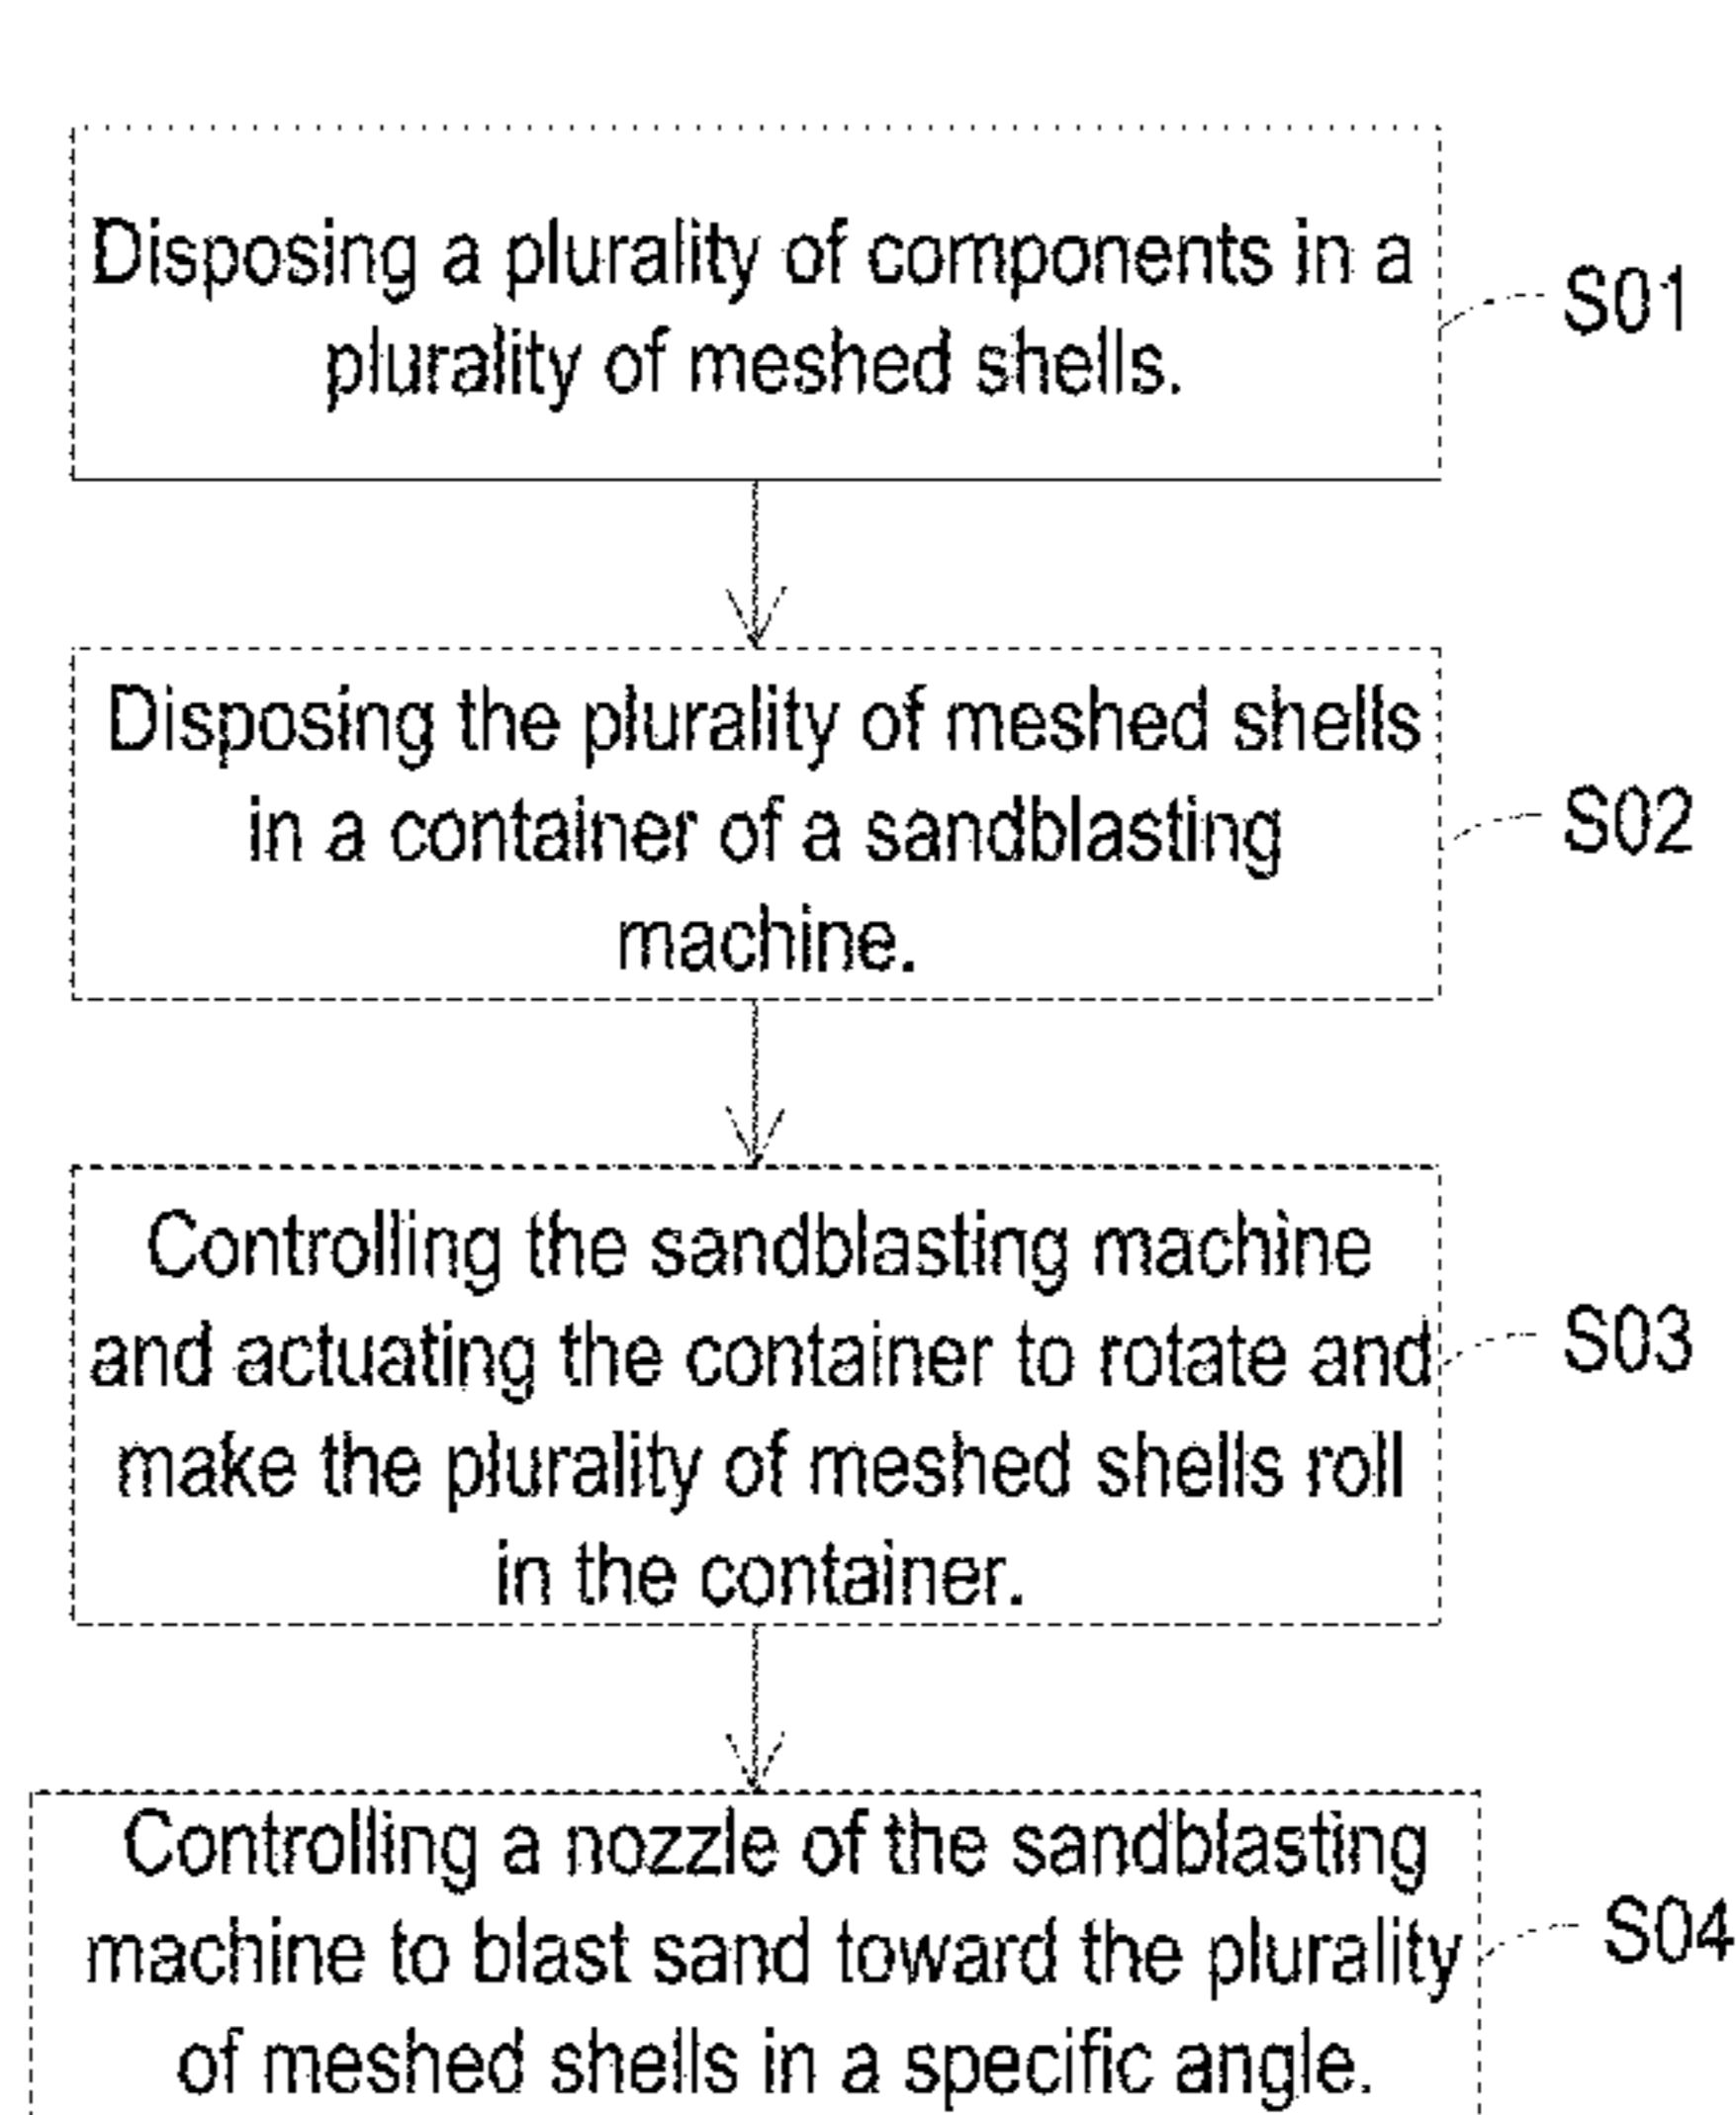 Disposing a plurality of components in a
plurality of meshed shells.
S01
Disposing the plurality of meshed shells
in a container of a sandblasting
machine.
S02
Controlling the sandblasting machine
and actuating the container to rotate and
make the plurality of meshed shells roll
in the container.
S03
Controlling a nozzle of the sandblasting
machine to blast sand toward the plurality
of meshed shells in a specific angle.
S04